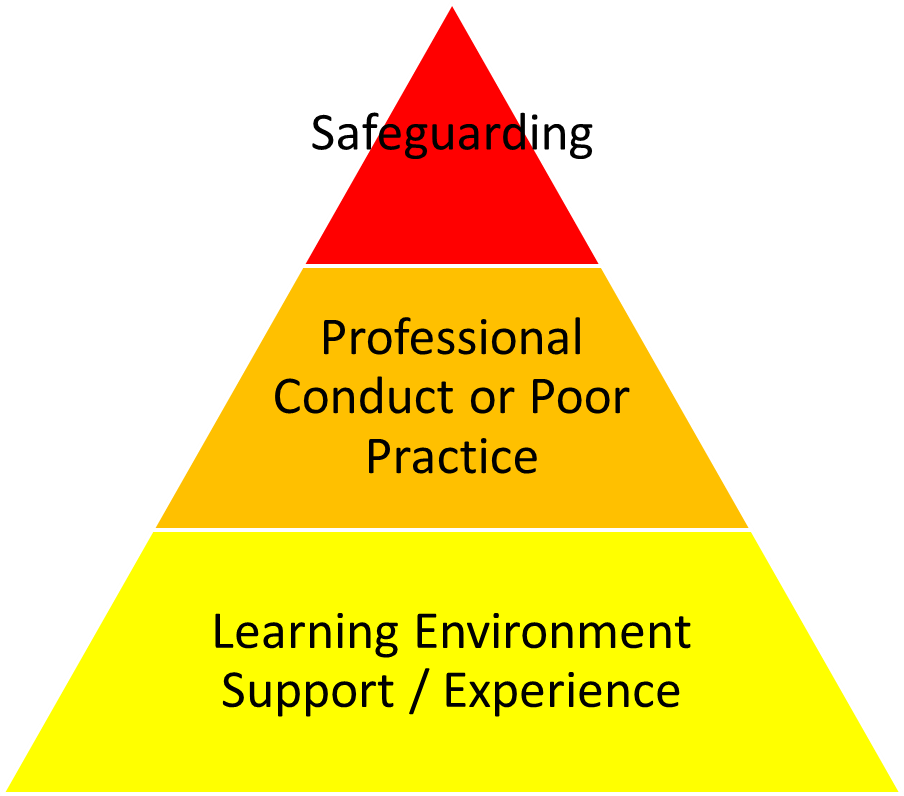 Safeguarding
Professional
Conduct or Poor
Practice
Learning Environment
Support / Experience